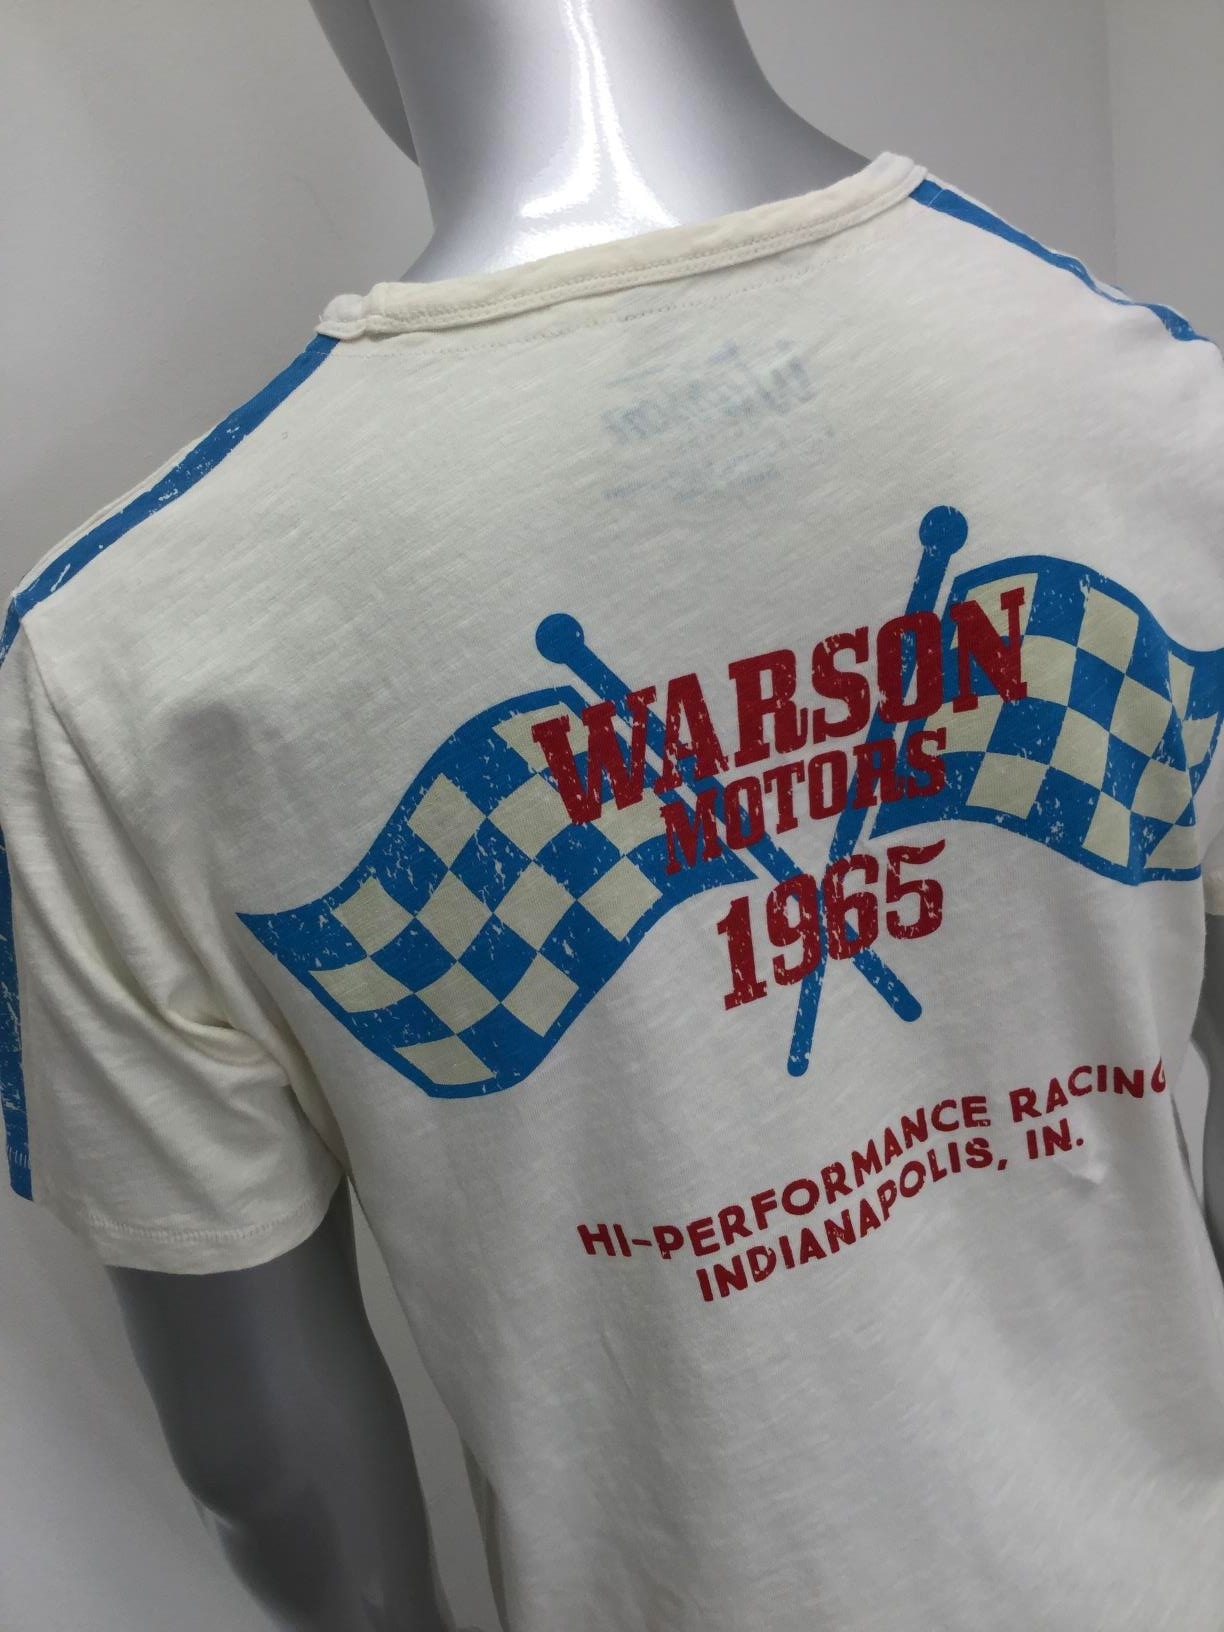 WARSON
MOTORS
1965
HI-PERFORMANCE RACING
INDIANAPOLIS, IN.